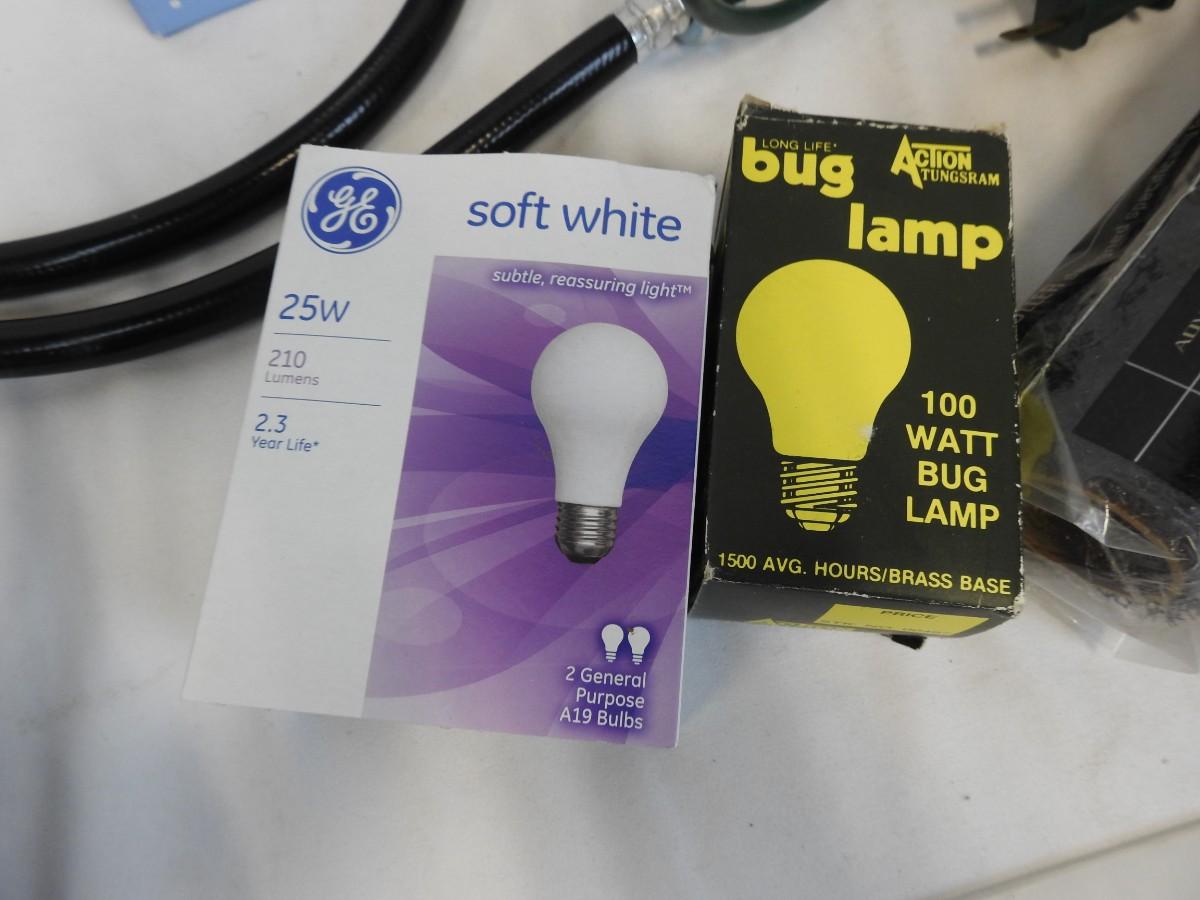 GE
soft white
subtle, reassuring light™
25W
210
Lumens
2.3
Year Life*
2 General
Purpose
A19 Bulbs
LONG LIFE*
bug
lamp
ACTION
TUNGSRAM
100
WATT
BUG
LAMP
1500 AVG. HOURS/BRASS BASE
PRICE